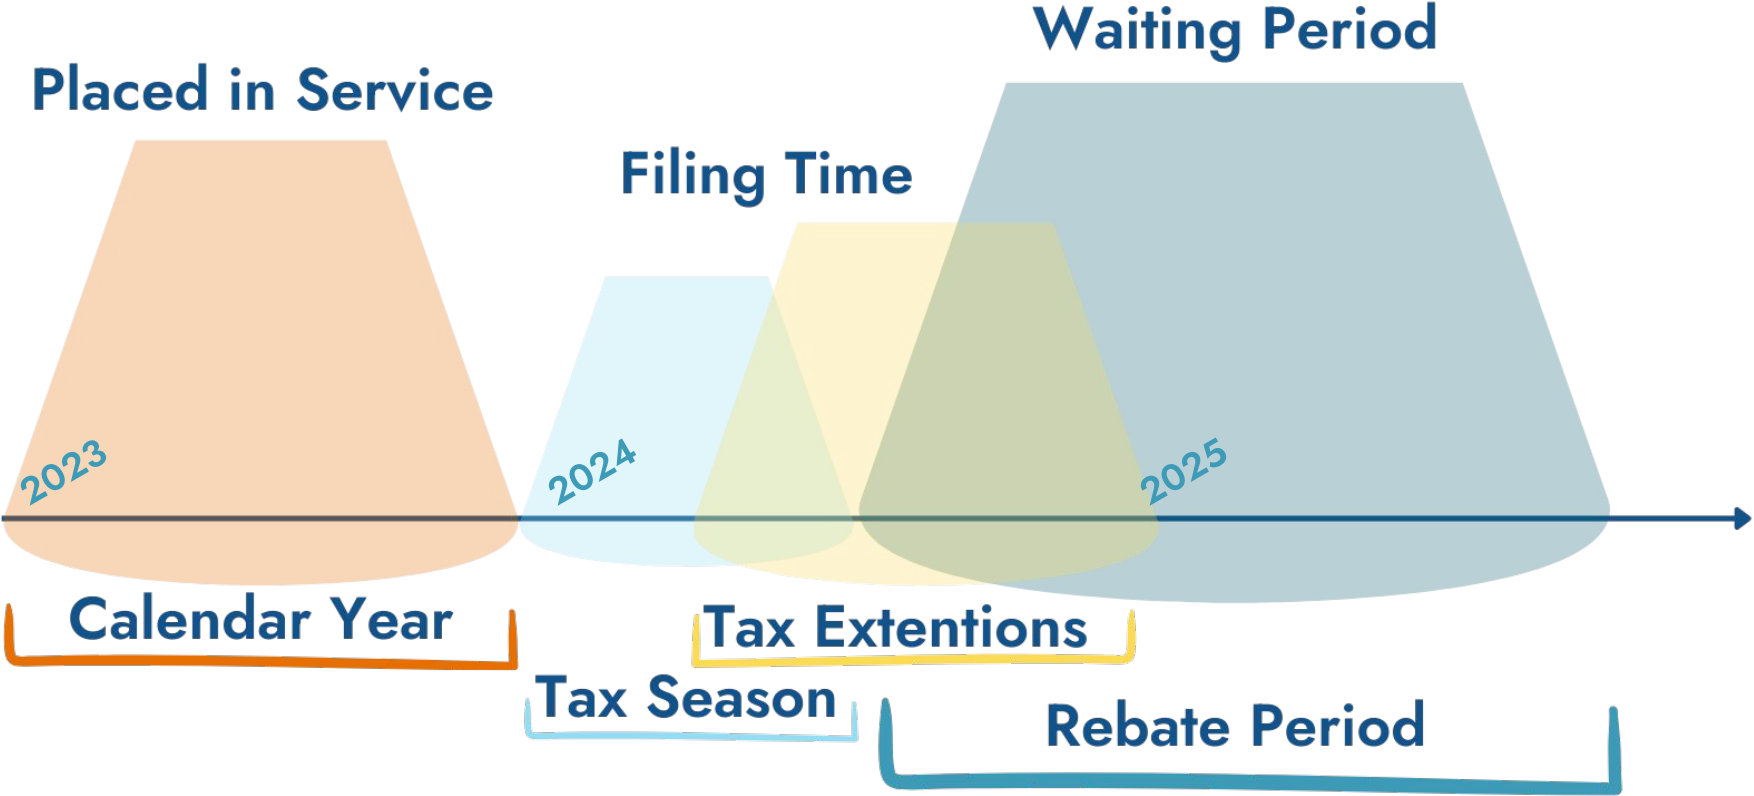 Waiting Period
Placed in Service
Filing Time
2023
2024
2025
Calendar Year
Tax Extentions
Tax Season
Rebate Period